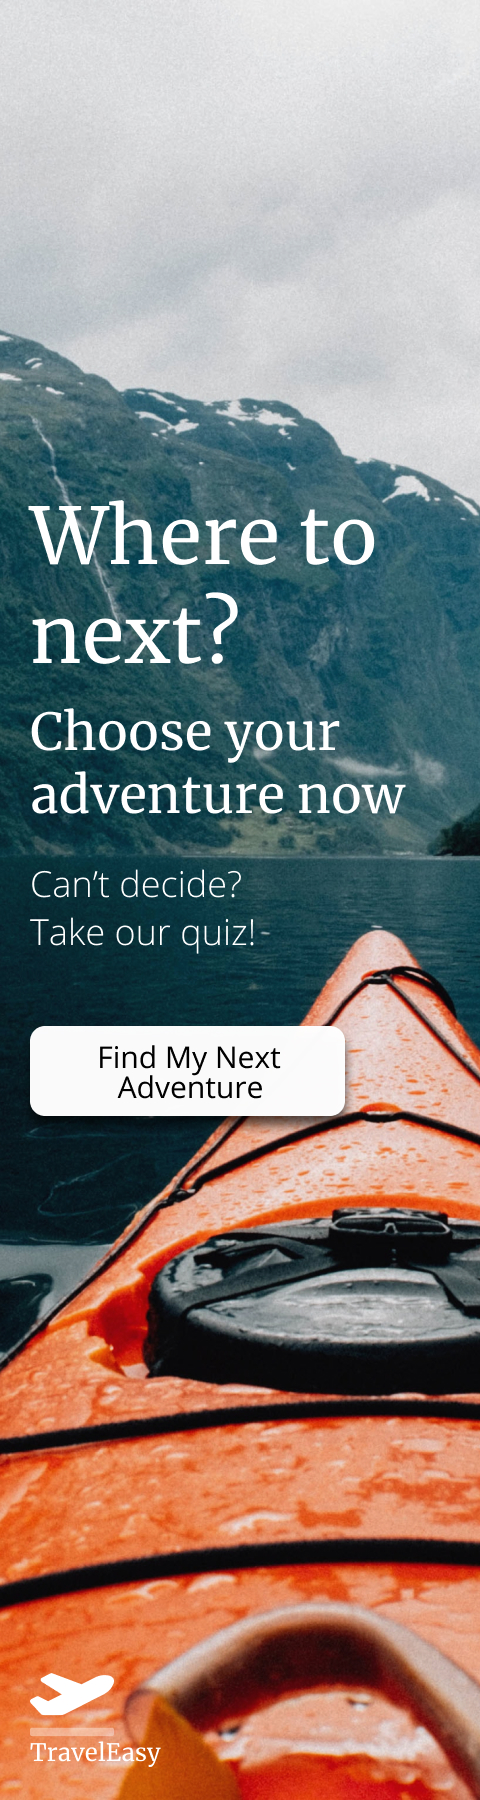 Where to
next?
Choose your
adventure now
Can’t decide?
Take our quiz!
Find My Next
Adventure
TravelEasy